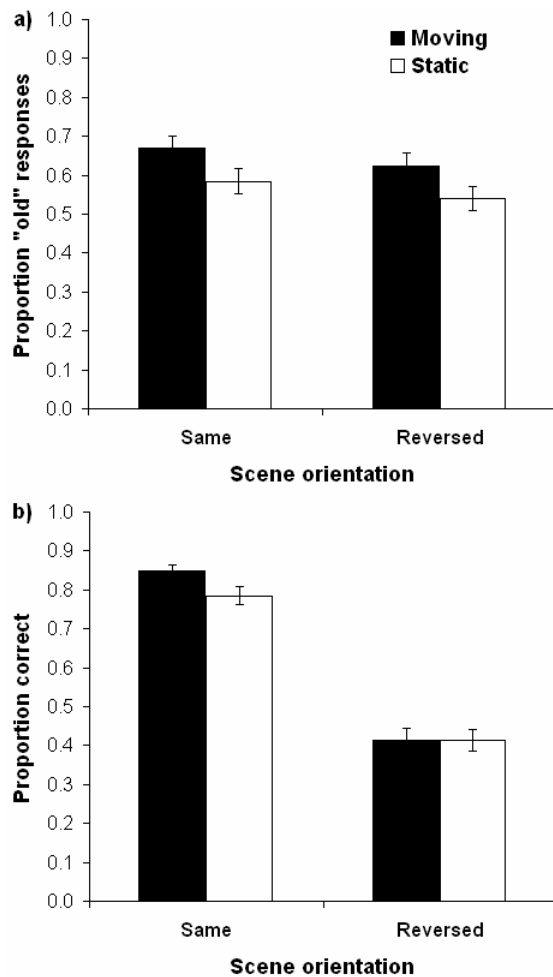 a)
Proportion "old" responses
1.0
0.9
0.8
0.7
0.6
0.5
0.4
0.3
0.2
0.1
0.0
Moving
Static
Same Reversed
Scene orientation
b)
Proportion correct
1.0
0.9
0.8
0.7
0.6
0.5
0.4
0.3
0.2
0.1
0.0
Same Reversed
Scene orientation